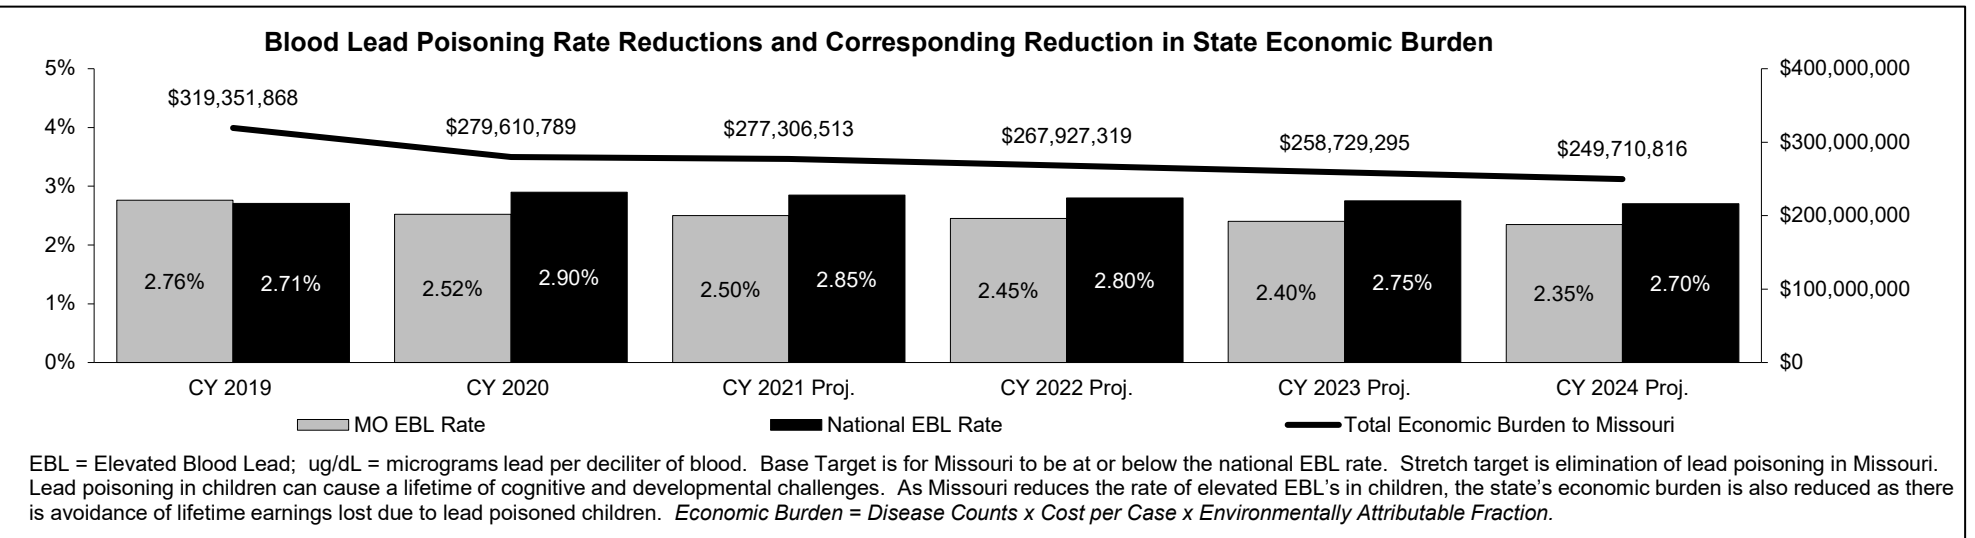 Blood Lead Poisoning Rate Reductions and Corresponding Reduction in State Economic Burden
5% $400,000,000
$319,351,868
4% $279,610,789 $277,306,513 $267,927,319 $258,729,295 $249,710,816 $300,000,000
3%
2% $200,000,000
2.76% 2.71% 2.52% 2.90% 2.50% 2.85% 2.45% 2.80% 2.40% 2.75% 2.35% 2.70%
1% $100,000,000
0% $0
CY 2019 CY 2020 CY 2021 Proj. CY 2022 Proj. CY 2023 Proj. CY 2024 Proj.
MO EBL Rate National EBL Rate Total Economic Burden to Missouri
EBL = Elevated Blood Lead; ug/dL = micrograms lead per deciliter of blood. Base Target is for Missouri to be at or below the national EBL rate. Stretch target is elimination of lead poisoning in Missouri.
Lead poisoning in children can cause a lifetime of cognitive and developmental challenges. As Missouri reduces the rate of elevated EBL's in children, the state's economic burden is also reduced as there
is avoidance of lifetime earnings lost due to lead poisoned children. Economic Burden = Disease Counts x Cost per Case x Environmentally Attributable Fraction.